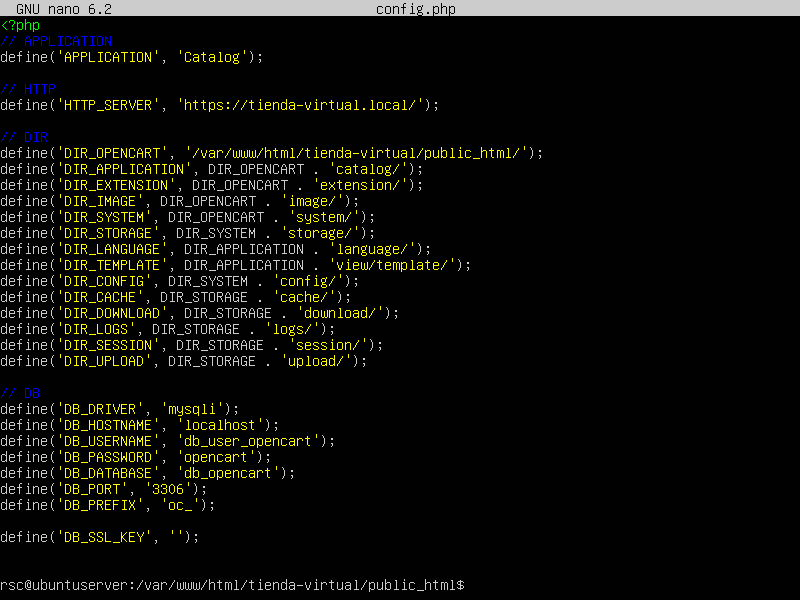 GNU nano 6.2 config.php
<?php
// APPLICATION
define('APPLICATION', 'Catalog');
// HTTP
define('HTTP_SERVER', 'https://tienda-virtual.local/');
// DIR
define('DIR_OPENCART', '/var/www/html/tienda-virtual/public_html/');
define('DIR_APPLICATION', DIR_OPENCART . 'catalog/');
define('DIR_EXTENSION', DIR_OPENCART . 'extension/');
define('DIR_IMAGE', DIR_OPENCART . 'image/');
define('DIR_SYSTEM', DIR_OPENCART . 'system/');
define('DIR_STORAGE', DIR_SYSTEM . 'storage/');
define('DIR_LANGUAGE', DIR_APPLICATION . 'language/');
define('DIR_TEMPLATE', DIR_APPLICATION . 'view/template/');
define('DIR_CONFIG', DIR_SYSTEM . 'config/');
define('DIR_CACHE', DIR_STORAGE . 'cache/');
define('DIR_DOWNLOAD', DIR_STORAGE . 'download/');
define('DIR_LOGS', DIR_STORAGE . 'logs/');
define('DIR_SESSION', DIR_STORAGE . 'session/');
define('DIR_UPLOAD', DIR_STORAGE . 'upload/');
// DB
define('DB_DRIVER', 'mysqli');
define('DB_HOSTNAME', 'localhost');
define('DB_USERNAME', 'db_user_opencart');
define('DB_PASSWORD', 'opencart');
define('DB_DATABASE', 'db_opencart');
define('DB_PORT', '3306');
define('DB_PREFIX', 'oc_');
define('DB_SSL_KEY', '');
rsc@ubuntuserver:/var/www/html/tienda-virtual/public_html$